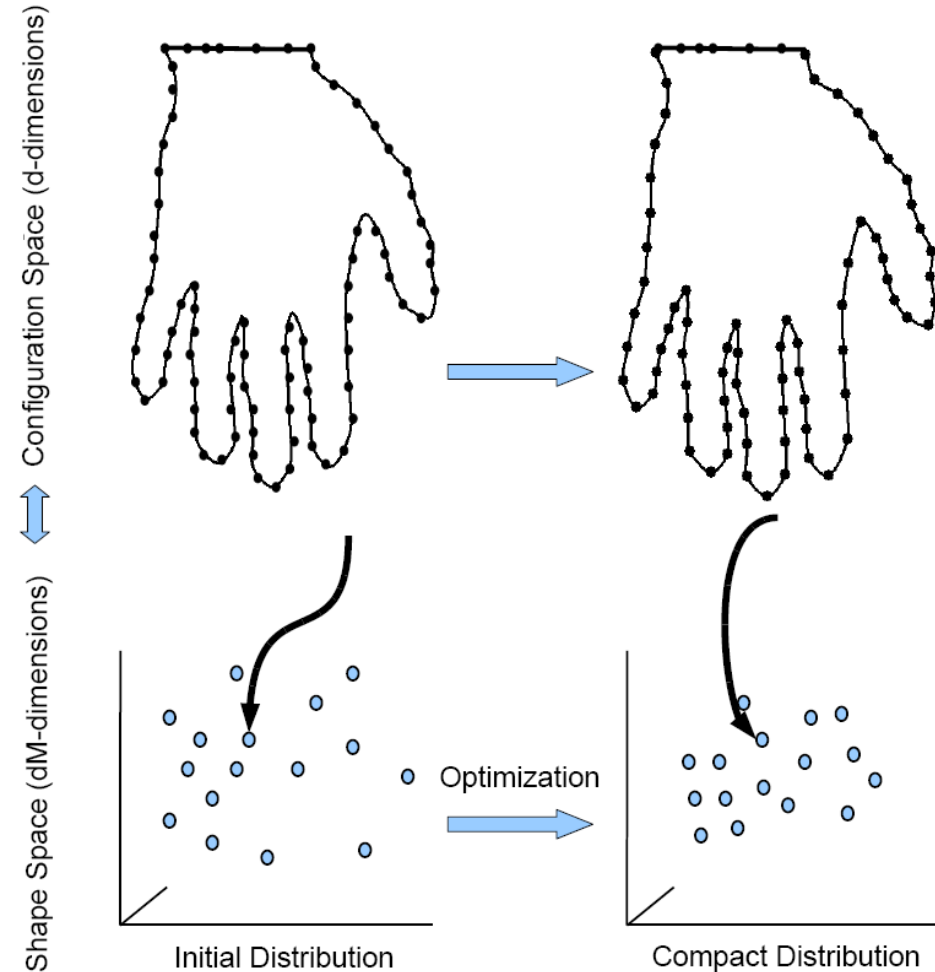 Configuration Space (d-dimensions)
Shape Space (dM-dimensions)
Optimization
Initial Distribution
Compact Distribution